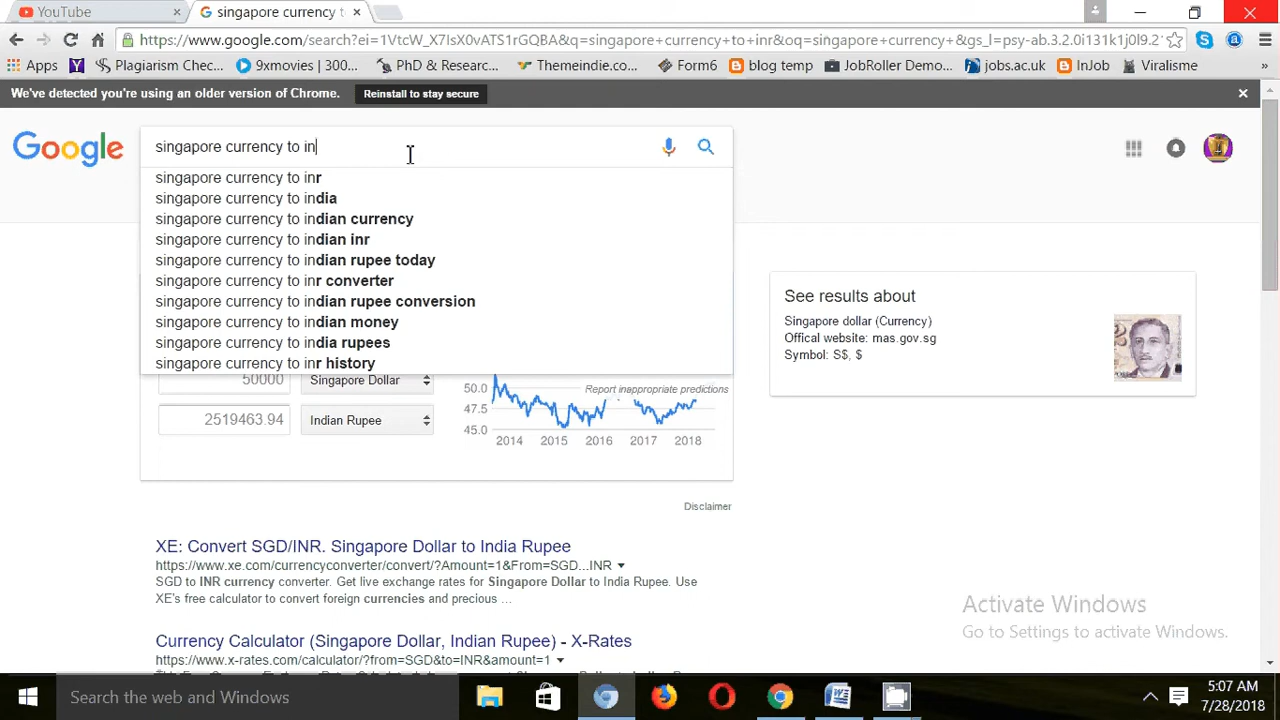 YouTube × singapore currency t ×
https://www.google.com/search?ei=1VtcW_X7IsX0vATS1rGQBA&q=singapore+currency+to+inr&oq=singapore+currency+&gs_l=psy-ab.3.2.0i131k1j0l9.2
Apps Plagiarism Chec... 9xmovies | 300... PhD & Researc... Themeindie.co... Form6 blog temp JobRoller Demo... jobs.ac.uk InJob Viralisme »
We've detected you're using an older version of Chrome. Reinstall to stay secure ×
Google singapore currency to in
singapore currency to inr
singapore currency to india
singapore currency to indian currency
singapore currency to indian inr
singapore currency to indian rupee today
singapore currency to inr converter
singapore currency to indian rupee conversion
singapore currency to indian money
singapore currency to india rupees
singapore currency to inr history
See results about
Singapore dollar (Currency)
Offical website: mas.gov.sg
Symbol: S$, $
50000 Singapore Dollar
Report inappropriate predictions
2519463.94 Indian Rupee
50.0
47.5
45.0
2014 2015 2016 2017 2018
Disclaimer
XE: Convert SGD/INR. Singapore Dollar to India Rupee
https://www.xe.com/currencyconverter/convert/?Amount=1&From=SGD...INR
SGD to INR currency converter. Get live exchange rates for Singapore Dollar to India Rupee. Use
XE's free calculator to convert foreign currencies and precious ...
Currency Calculator (Singapore Dollar, Indian Rupee) - X-Rates
https://www.x-rates.com/calculator/?from=SGD&to=INR&amount=1
Activate Windows
Go to Settings to activate Windows.
Search the web and Windows
5:07 AM
7/28/2018